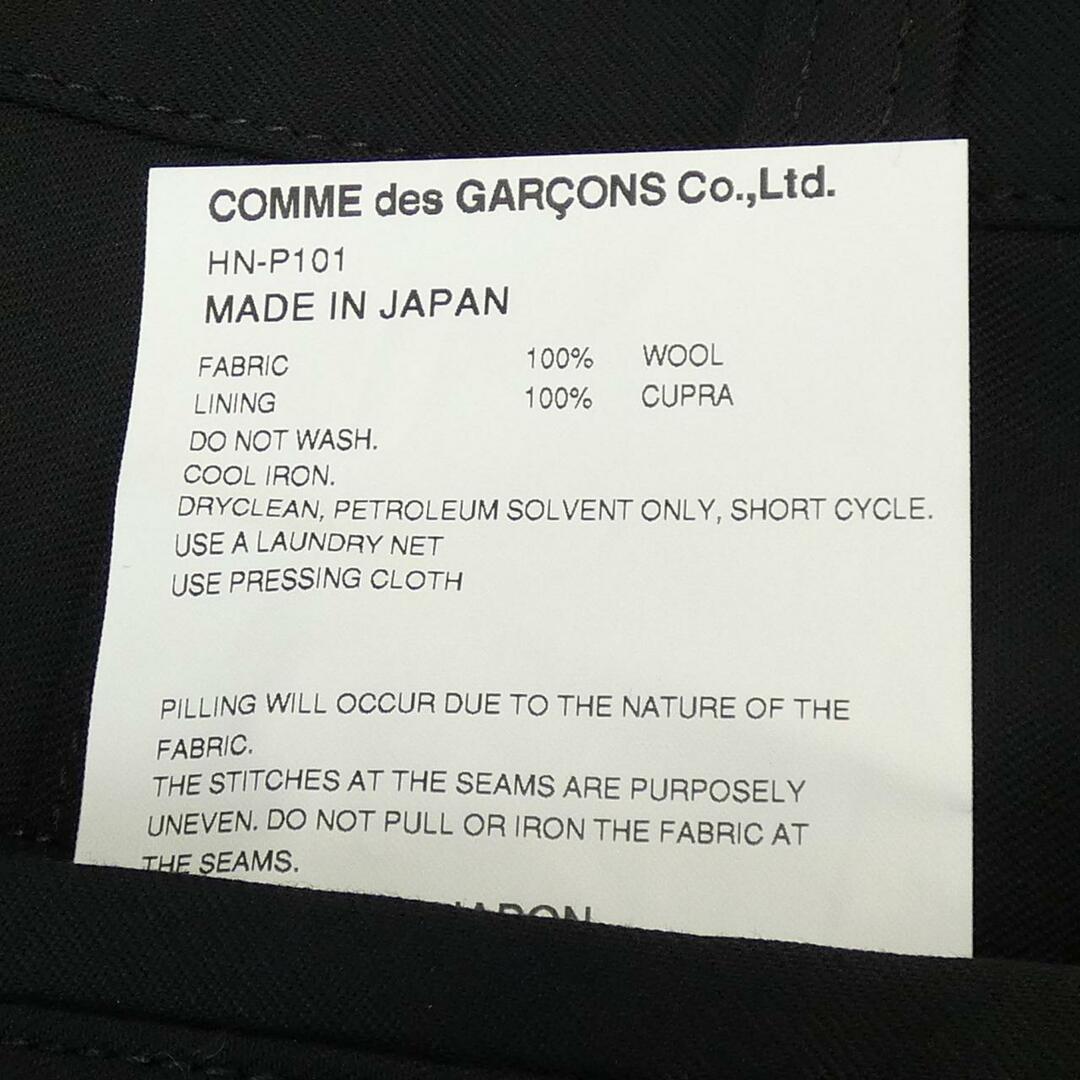 COMME des GARÇONS Co.,Ltd.
HN-P101
MADE IN JAPAN
FABRIC 100% WOOL
LINING 100% CUPRA
DO NOT WASH.
COOL IRON.
DRYCLEAN, PETROLEUM SOLVENT ONLY, SHORT CYCLE.
USE A LAUNDRY NET
USE PRESSING CLOTH
PILLING WILL OCCUR DUE TO THE NATURE OF THE
FABRIC.
THE STITCHES AT THE SEAMS ARE PURPOSELY
UNEVEN. DO NOT PULL OR IRON THE FABRIC AT
THE SEAMS.